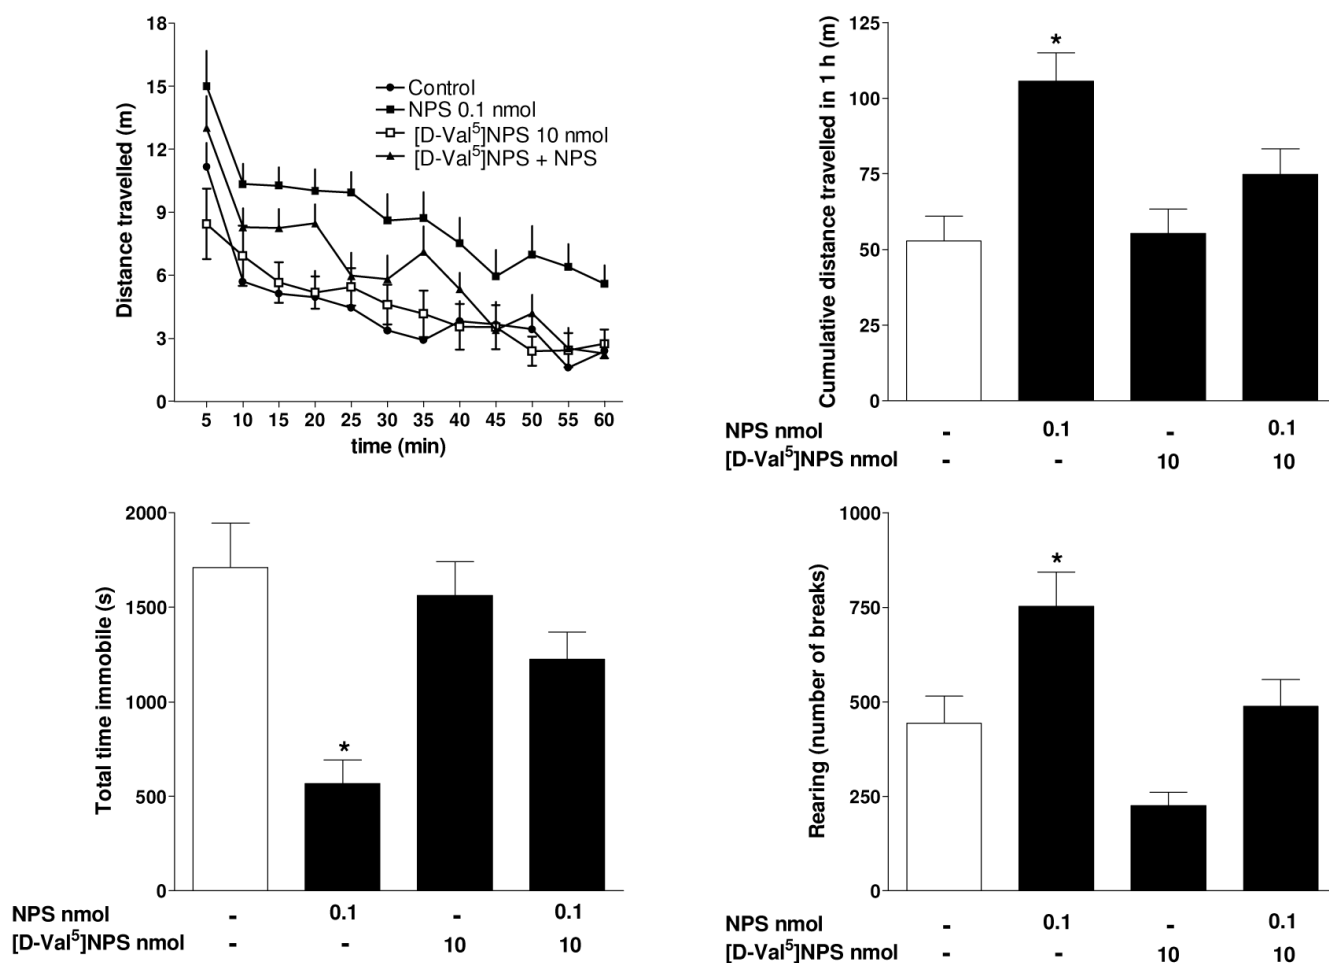 18
15
12
9
6
3
0
Distance travelled (m)
Control
NPS 0.1 nmol
[D-Val⁵]NPS 10 nmol
[D-Val⁵]NPS + NPS
5 10 15 20 25 30 35 40 45 50 55 60
time (min)
125
100
75
50
25
0
Cumulative distance travelled in 1 h (m)
*
NPS nmol - 0.1 - 0.1
[D-Val⁵]NPS nmol - - 10 10
2000
1500
1000
500
0
Total time immobile (s)
*
NPS nmol - 0.1 - 0.1
[D-Val⁵]NPS nmol - - 10 10
1000
750
500
250
0
Rearing (number of breaks)
*
NPS nmol - 0.1 - 0.1
[D-Val⁵]NPS nmol - - 10 10